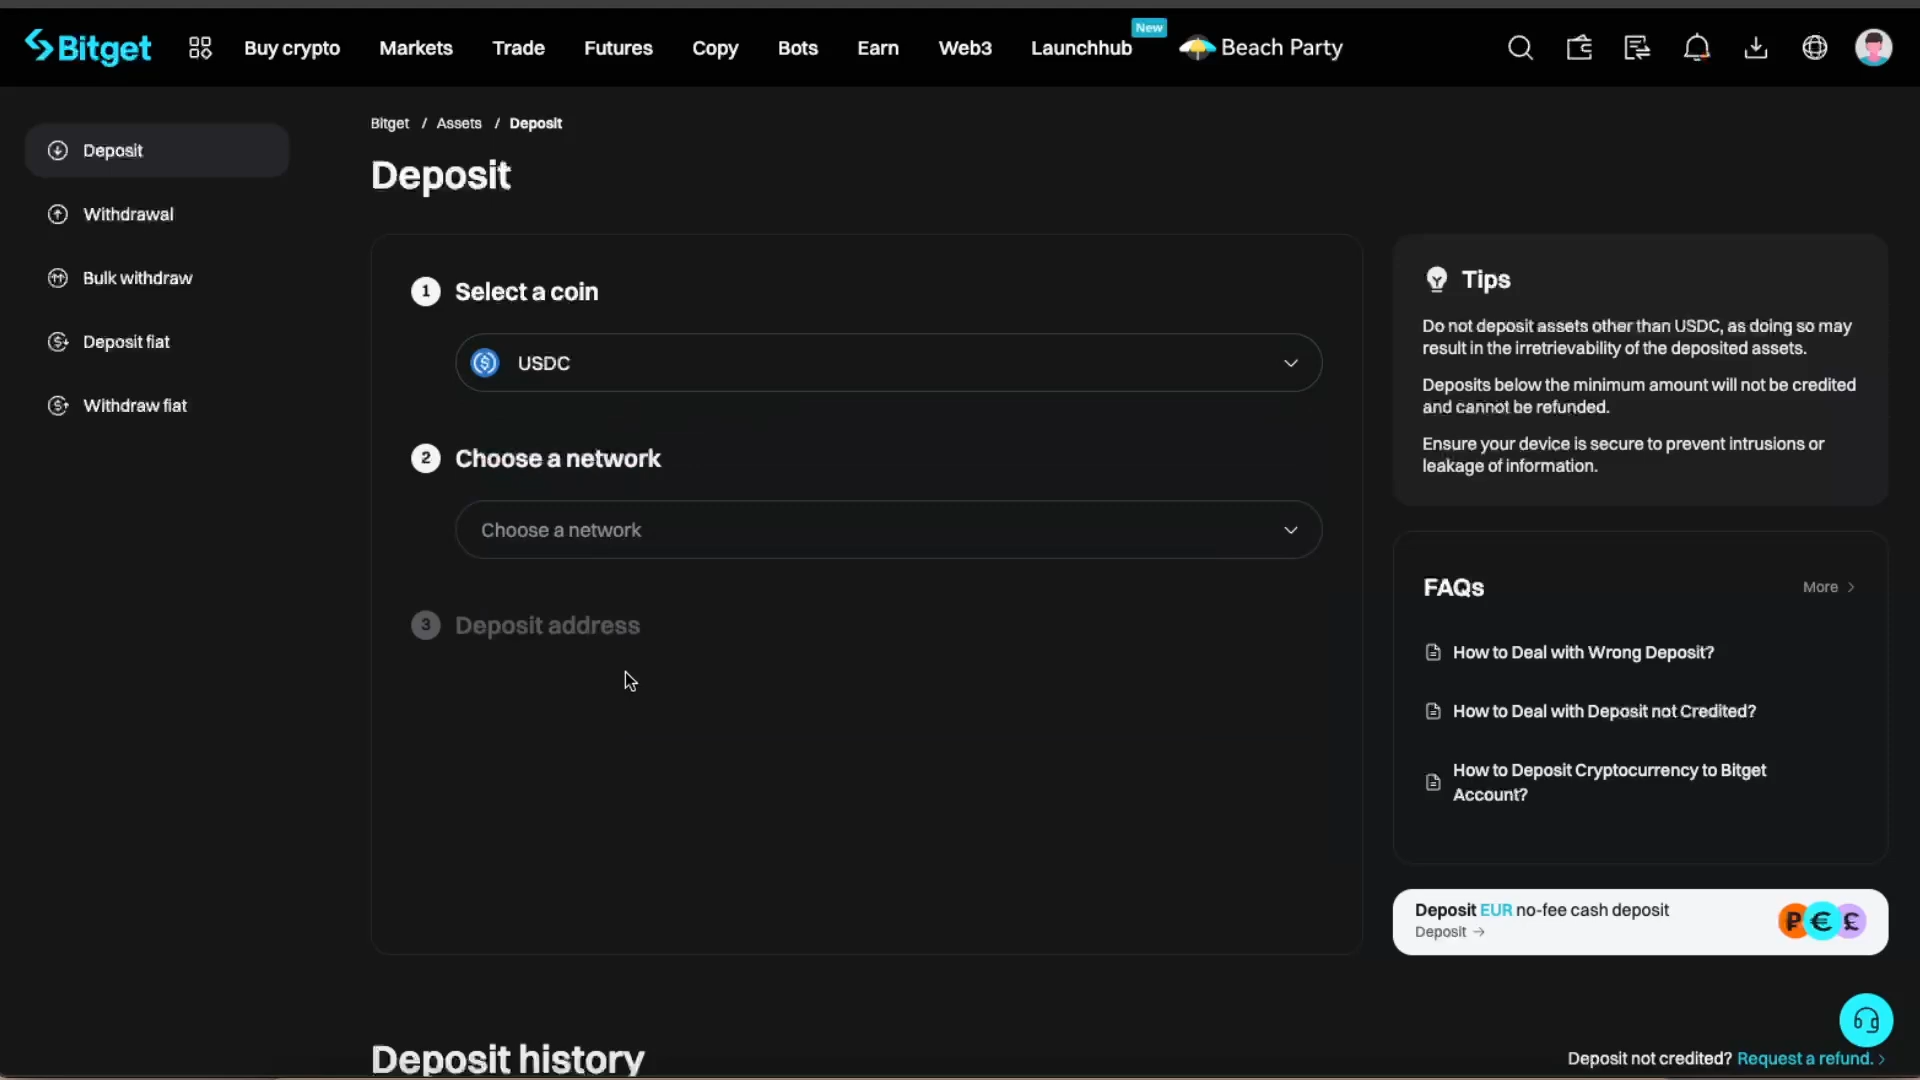 Bitget
Buy crypto
Markets
Trade
Futures
Copy
Bots
Earn
Web3
Launchhub
New
Beach Party
Deposit
Withdrawal
Bulk withdraw
Deposit fiat
Withdraw fiat
Bitget / Assets / Deposit
Deposit
1 Select a coin
USDC
2 Choose a network
Choose a network
3 Deposit address
Tips
Do not deposit assets other than USDC, as doing so may
result in the irretrievability of the deposited assets.
Deposits below the minimum amount will not be credited
and cannot be refunded.
Ensure your device is secure to prevent intrusions or
leakage of information.
FAQs
More >
How to Deal with Wrong Deposit?
How to Deal with Deposit not Credited?
How to Deposit Cryptocurrency to Bitget
Account?
Deposit EUR no-fee cash deposit
Deposit →
₽ € £
Deposit history
Deposit not credited? Request a refund. >